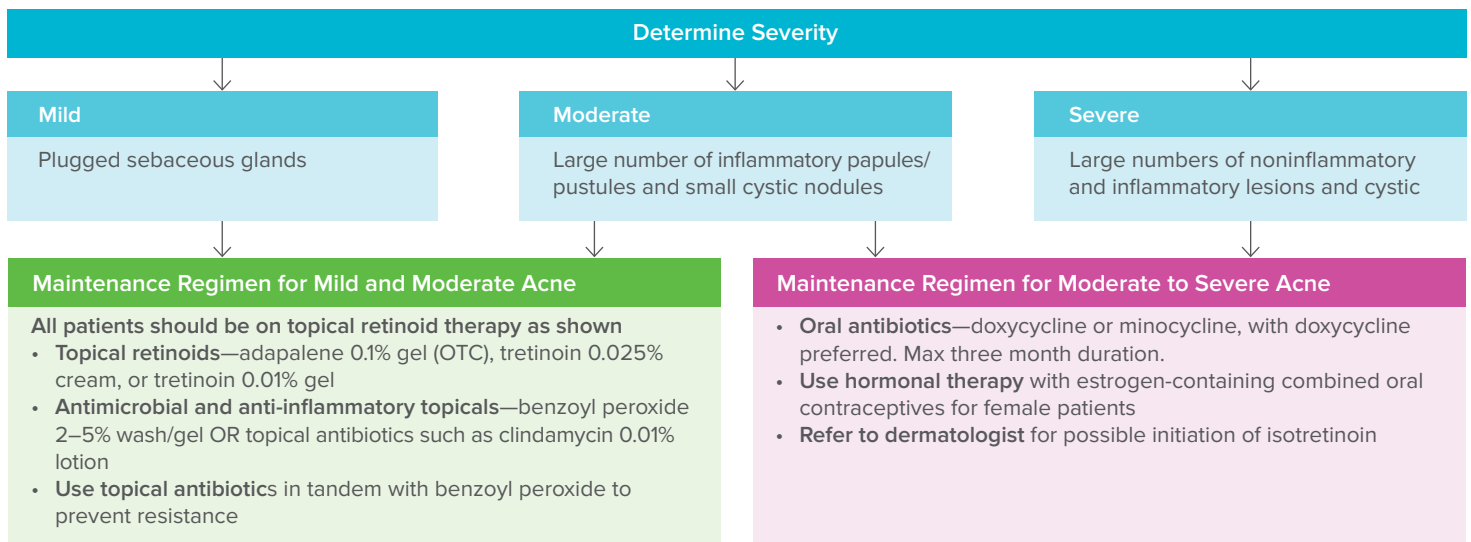 Determine Severity
Mild
Plugged sebaceous glands
Moderate
Large number of inflammatory papules/
pustules and small cystic nodules
Severe
Large numbers of noninflammatory
and inflammatory lesions and cystic
Maintenance Regimen for Mild and Moderate Acne
All patients should be on topical retinoid therapy as shown
• Topical retinoids—adapalene 0.1% gel (OTC), tretinoin 0.025%
cream, or tretinoin 0.01% gel
• Antimicrobial and anti-inflammatory topicals—benzoyl peroxide
2–5% wash/gel OR topical antibiotics such as clindamycin 0.01%
lotion
• Use topical antibiotics in tandem with benzoyl peroxide to
prevent resistance
Maintenance Regimen for Moderate to Severe Acne
• Oral antibiotics—doxycycline or minocycline, with doxycycline
preferred. Max three month duration.
• Use hormonal therapy with estrogen-containing combined oral
contraceptives for female patients
• Refer to dermatologist for possible initiation of isotretinoin